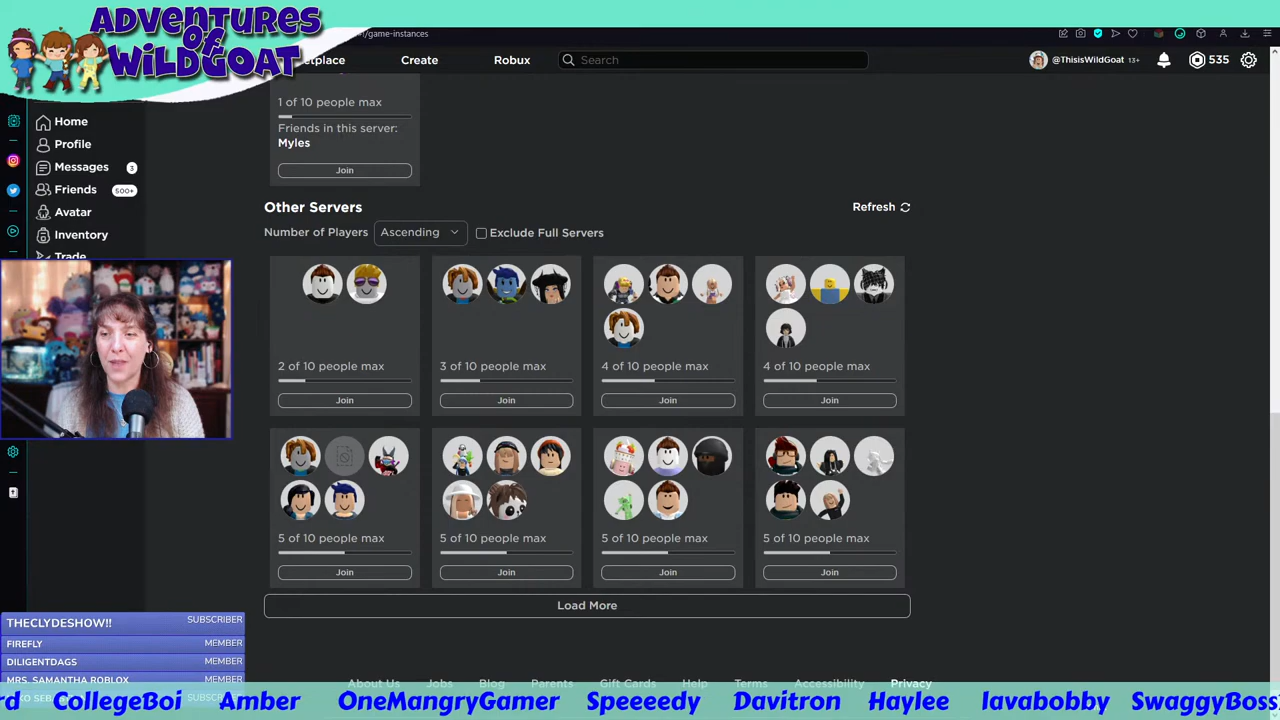 ADVENTURES
OF
WILDGOAT
/game-instances
Create
Robux
Search
@ThisisWildGoat 13+
535
Home
Profile
Messages 3
Friends 500+
Avatar
Inventory
Trade
1 of 10 people max
Friends in this server:
Myles
Join
Other Servers
Refresh
Number of Players Ascending Exclude Full Servers
2 of 10 people max
3 of 10 people max
4 of 10 people max
4 of 10 people max
Join
Join
Join
Join
5 of 10 people max
5 of 10 people max
5 of 10 people max
5 of 10 people max
Join
Join
Join
Join
Load More
THECLYDESHOW!! SUBSCRIBER
FIREFLY MEMBER
DILIGENTDAGS MEMBER
MRS. SAMANTHA ROBLOX MEMBER
SUBSCRIBER
About Us Jobs Blog Parents Gift Cards Help Terms Accessibility Privacy
rd CollegeBoi Amber OneMangryGamer Speeeedy Davitron Haylee lavabobby SwaggyBoss